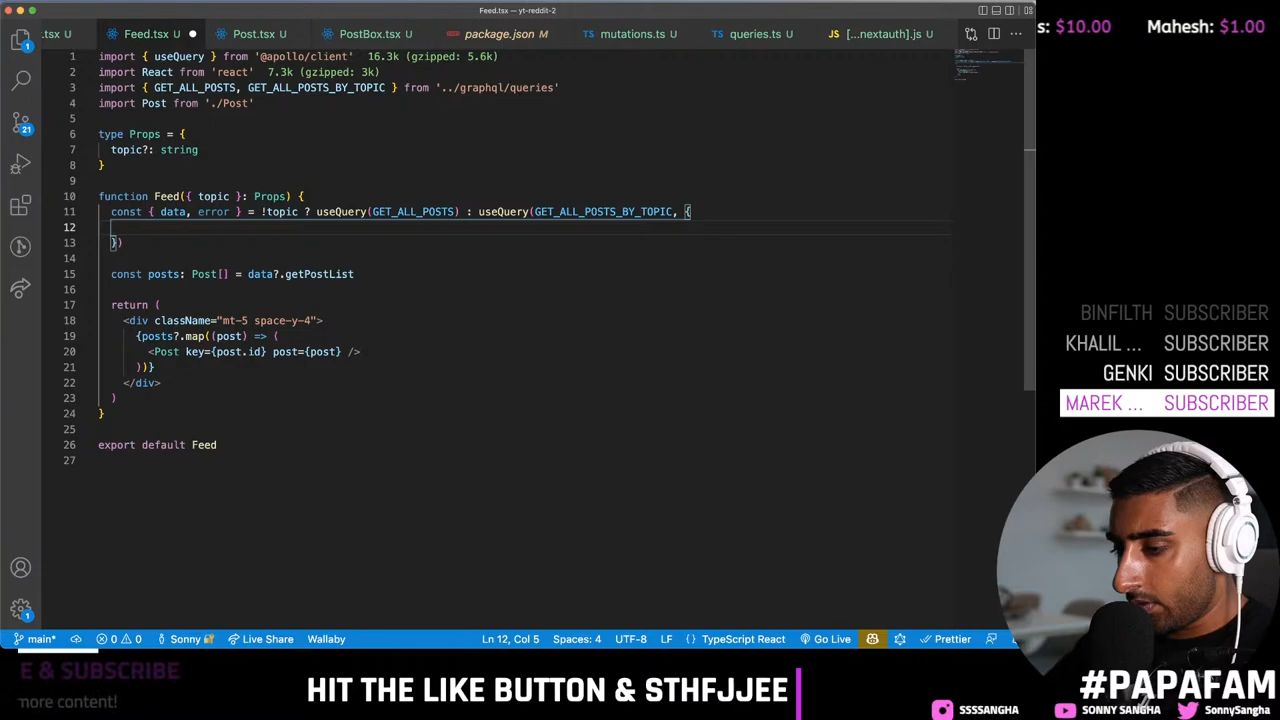 Feed.tsx — yt-reddit-2
.tsx U Feed.tsx U Post.tsx U PostBox.tsx U package.json M TS mutations.ts U TS queries.ts U JS [...nextauth].js U
s: $10.00 Mahesh: $1.00
1 import { useQuery } from '@apollo/client' 16.3k (gzipped: 5.6k)
2 import React from 'react' 7.3k (gzipped: 3k)
3 import { GET_ALL_POSTS, GET_ALL_POSTS_BY_TOPIC } from '../graphql/queries'
4 import Post from './Post'
5
6 type Props = {
7 topic?: string
8 }
9
10 function Feed({ topic }: Props) {
11 const { data, error } = !topic ? useQuery(GET_ALL_POSTS) : useQuery(GET_ALL_POSTS_BY_TOPIC, {
12
13 })
14
15 const posts: Post[] = data?.getPostList
16
17 return (
18 <div className="mt-5 space-y-4">
19 {posts?.map((post) => (
20 <Post key={post.id} post={post} />
21 ))}
22 </div>
23 )
24 }
25
26 export default Feed
27
1
21
1
BINFILTH SUBSCRIBER
KHALIL ... SUBSCRIBER
GENKI SUBSCRIBER
MAREK ... SUBSCRIBER
main* 0 0 Sonny Live Share Wallaby Ln 12, Col 5 Spaces: 4 UTF-8 LF {} TypeScript React Go Live Prettier
E & SUBSCRIBE
more content!
HIT THE LIKE BUTTON & STHFJJEE
#PAPAFAM
SSSSANGHA SONNY SANGHA SonnySangha